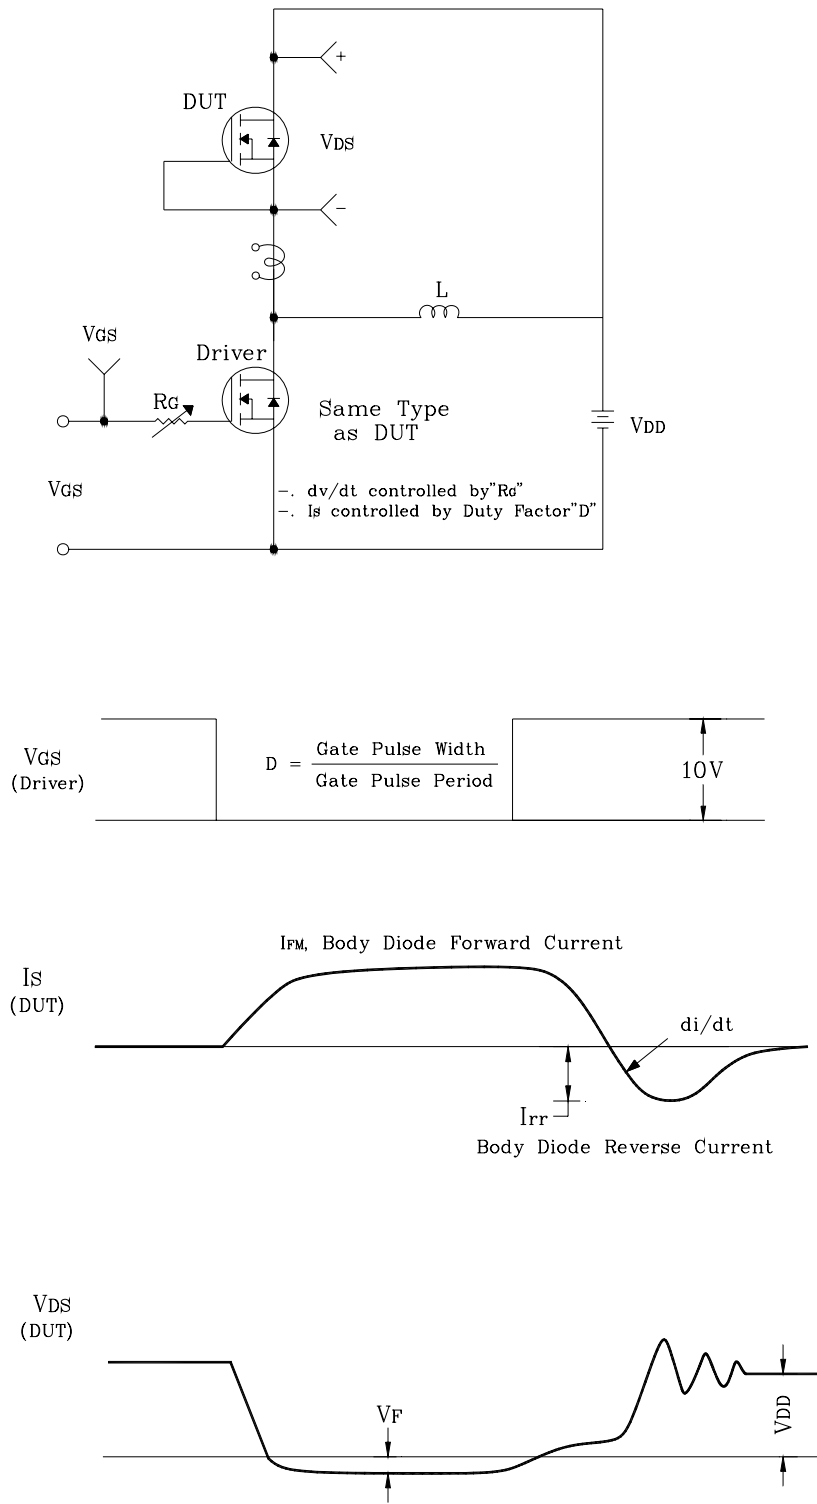 +
DUT
VDS
−
L
VGS
Driver
RG
Same Type
as DUT
VDD
VGS
−. dv/dt controlled by"RG"
−. Is controlled by Duty Factor"D"
VGS
(Driver)
D = Gate Pulse Width
Gate Pulse Period
10V
IFM, Body Diode Forward Current
IS
(DUT)
di/dt
Irr
Body Diode Reverse Current
VDS
(DUT)
VF
VDD